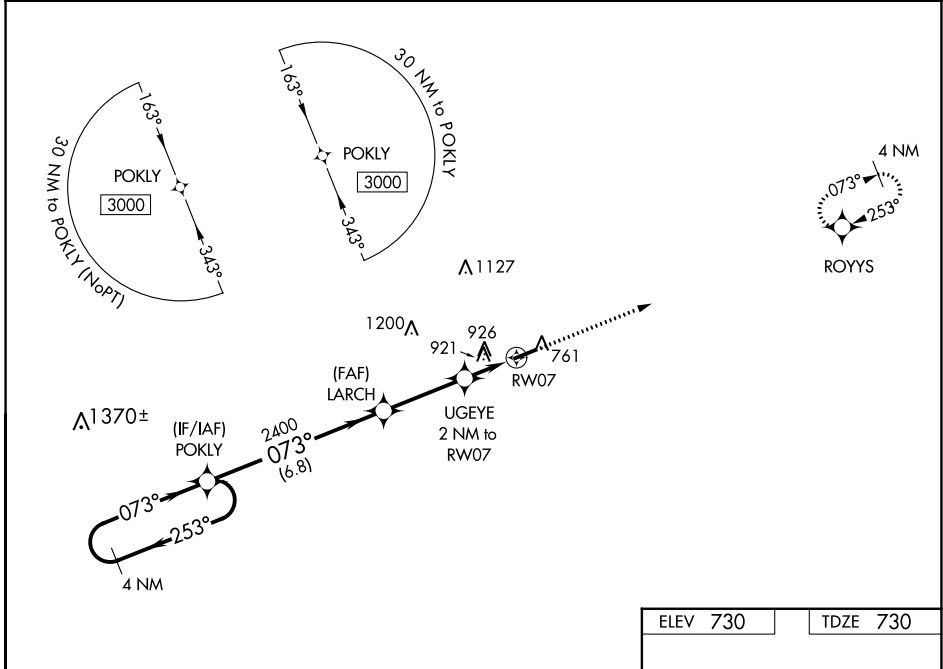 163°
30 NM to POKLY
163°
POKLY
3000
343°
POKLY
3000
343°
30 NM to POKLY (NoPT)
4 NM
073°
253°
ROYYS
1127
1200
926
921
761
RW07
(FAF)
LARCH
UGEYE
2 NM to
RW07
1370±
(IF/IAF)
POKLY
2400
073°
(6.8)
073°
253°
4 NM
ELEV 730
TDZE 730